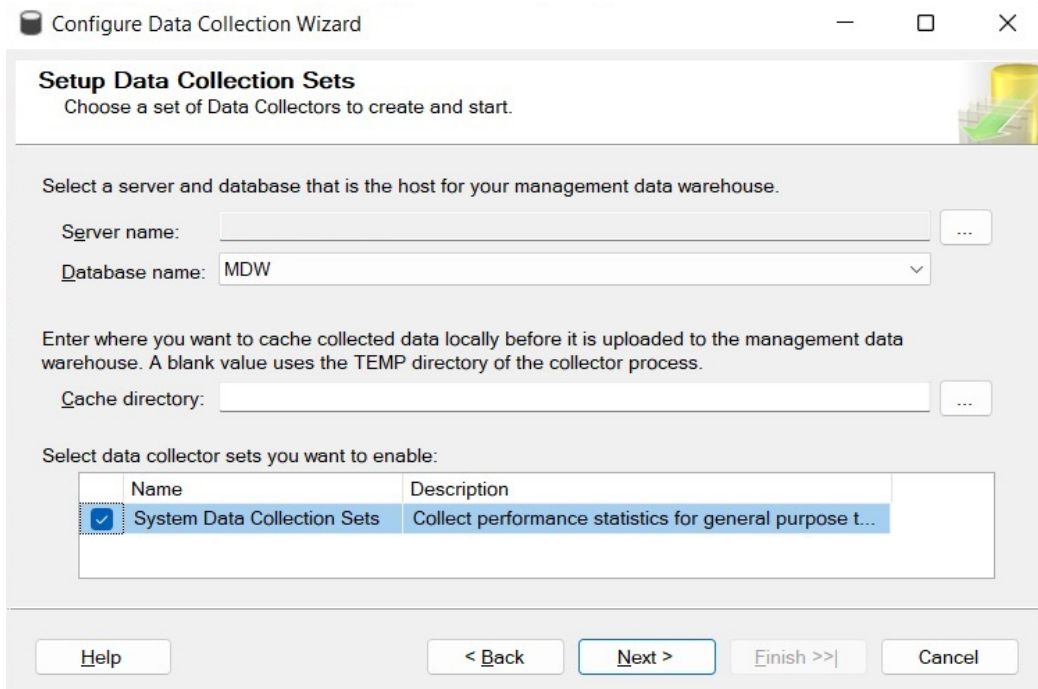 Configure Data Collection Wizard
Setup Data Collection Sets
Choose a set of Data Collectors to create and start.
Select a server and database that is the host for your management data warehouse.
Server name:
...
Database name: MDW
Enter where you want to cache collected data locally before it is uploaded to the management data
warehouse. A blank value uses the TEMP directory of the collector process.
Cache directory:
...
Select data collector sets you want to enable:
Name Description
System Data Collection Sets Collect performance statistics for general purpose t...
Help < Back Next > Finish >>| Cancel